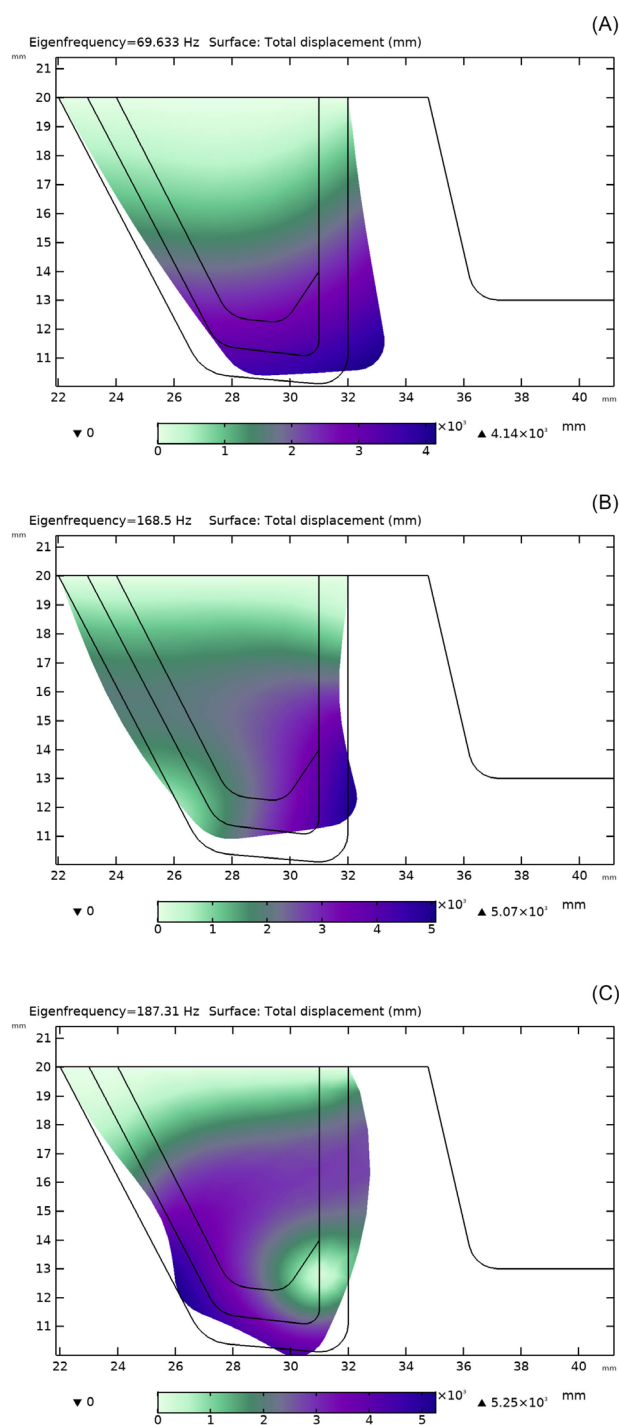 (A)
Eigenfrequency=69.633 Hz Surface: Total displacement (mm)
mm
21
20
19
18
17
16
15
14
13
12
11
22 24 26 28 30 32 34 36 38 40 mm
▼ 0 ×10³ ▲ 4.14×10³ mm
0 1 2 3 4
(B)
Eigenfrequency=168.5 Hz Surface: Total displacement (mm)
mm
21
20
19
18
17
16
15
14
13
12
11
22 24 26 28 30 32 34 36 38 40 mm
▼ 0 ×10³ ▲ 5.07×10³ mm
0 1 2 3 4 5
(C)
Eigenfrequency=187.31 Hz Surface: Total displacement (mm)
mm
21
20
19
18
17
16
15
14
13
12
11
22 24 26 28 30 32 34 36 38 40 mm
▼ 0 ×10³ ▲ 5.25×10³ mm
0 1 2 3 4 5